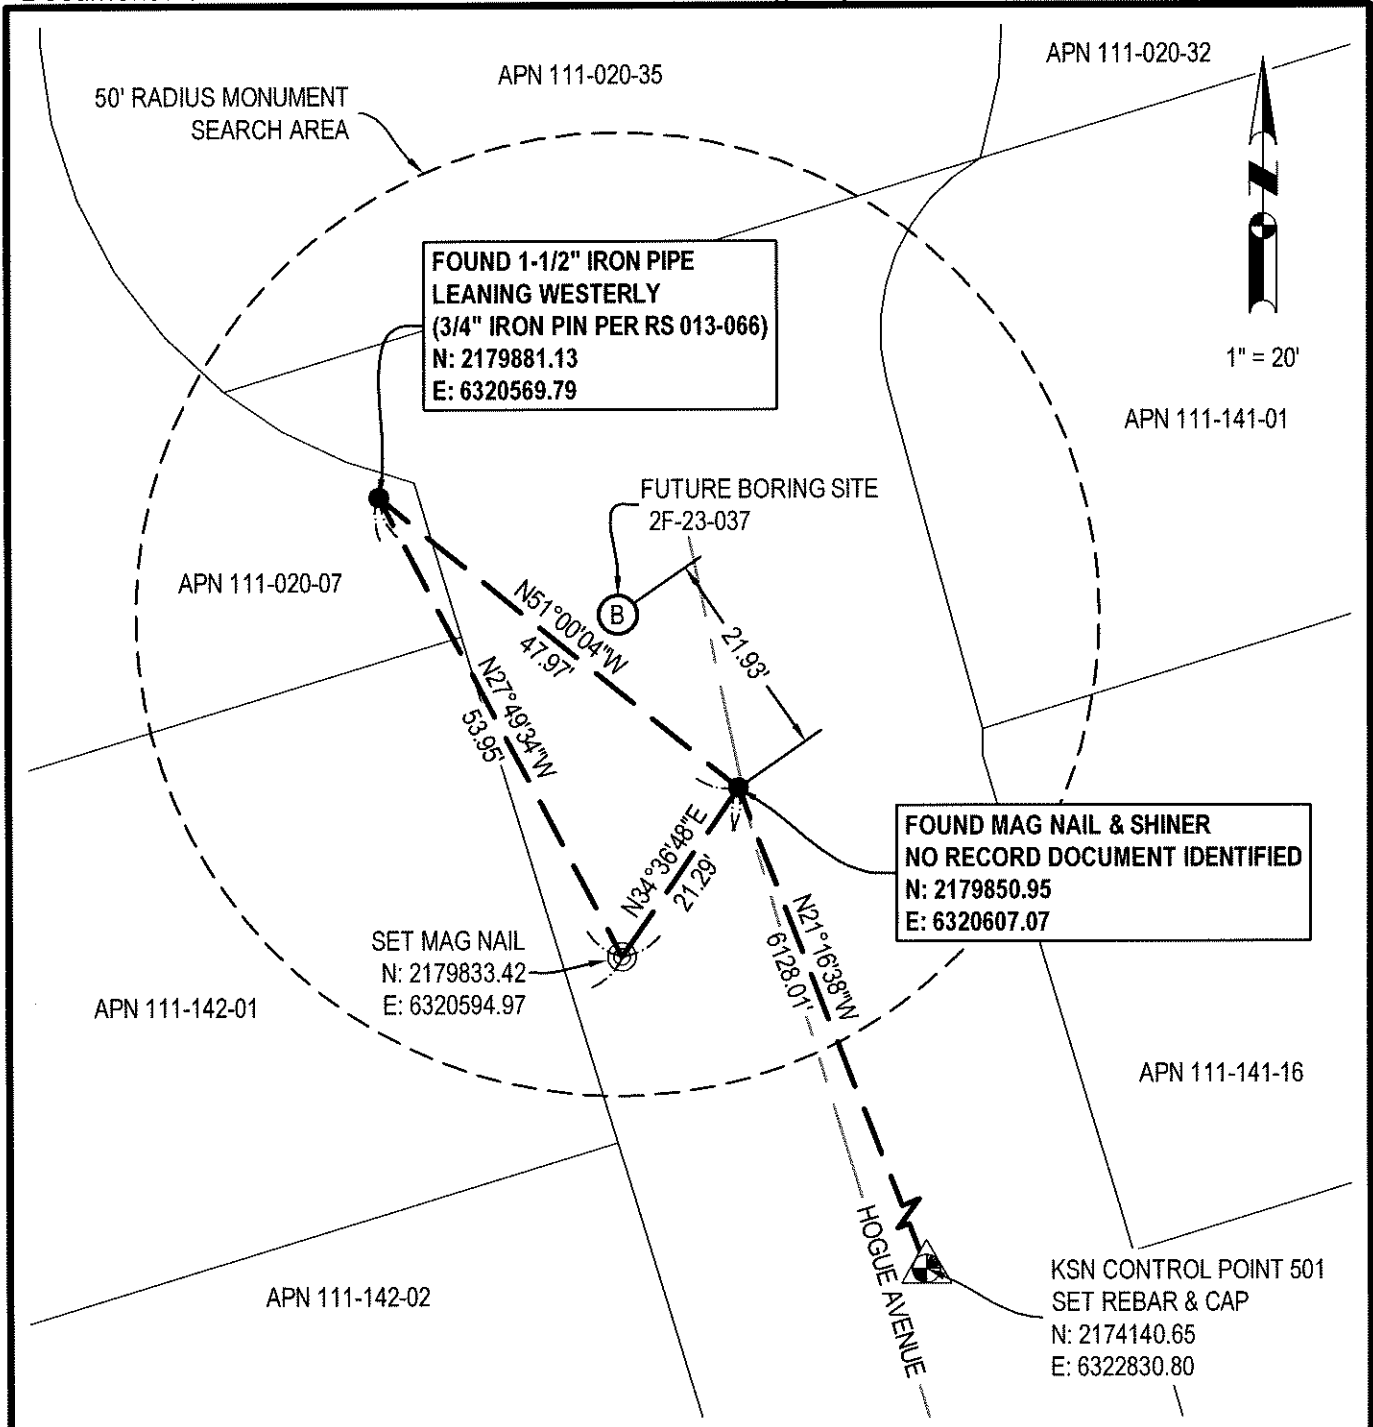 APN 111-020-35
APN 111-020-32
50' RADIUS MONUMENT
SEARCH AREA
FOUND 1-1/2" IRON PIPE
LEANING WESTERLY
(3/4" IRON PIN PER RS 013-066)
N: 2179881.13
E: 6320569.79
1" = 20'
APN 111-141-01
FUTURE BORING SITE
2F-23-037
B
APN 111-020-07
N51°00'04"W
47.97'
21.93'
N27°49'34"W
53.95'
N34°36'48"E
21.29'
FOUND MAG NAIL & SHINER
NO RECORD DOCUMENT IDENTIFIED
N: 2179850.95
E: 6320607.07
SET MAG NAIL
N: 2179833.42
E: 6320594.97
N21°16'38"W
6128.01'
APN 111-142-01
APN 111-141-16
HOGUE AVENUE
APN 111-142-02
KSN CONTROL POINT 501
SET REBAR & CAP
N: 2174140.65
E: 6322830.80